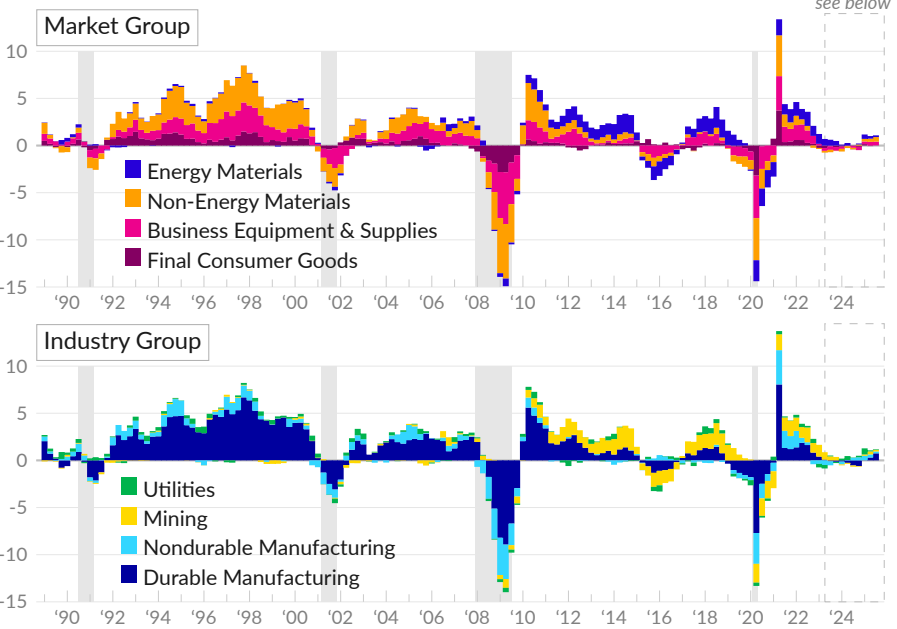 see below
Market Group
10
5
0
-5
-10
-15
Energy Materials
Non-Energy Materials
Business Equipment & Supplies
Final Consumer Goods
‘90 ‘92 ‘94 ‘96 ‘98 ‘00 ‘02 ‘04 ‘06 ‘08 ‘10 ‘12 ‘14 ‘16 ‘18 ‘20 ‘22 ‘24
Industry Group
10
5
0
-5
-10
-15
Utilities
Mining
Nondurable Manufacturing
Durable Manufacturing
‘90 ‘92 ‘94 ‘96 ‘98 ‘00 ‘02 ‘04 ‘06 ‘08 ‘10 ‘12 ‘14 ‘16 ‘18 ‘20 ‘22 ‘24